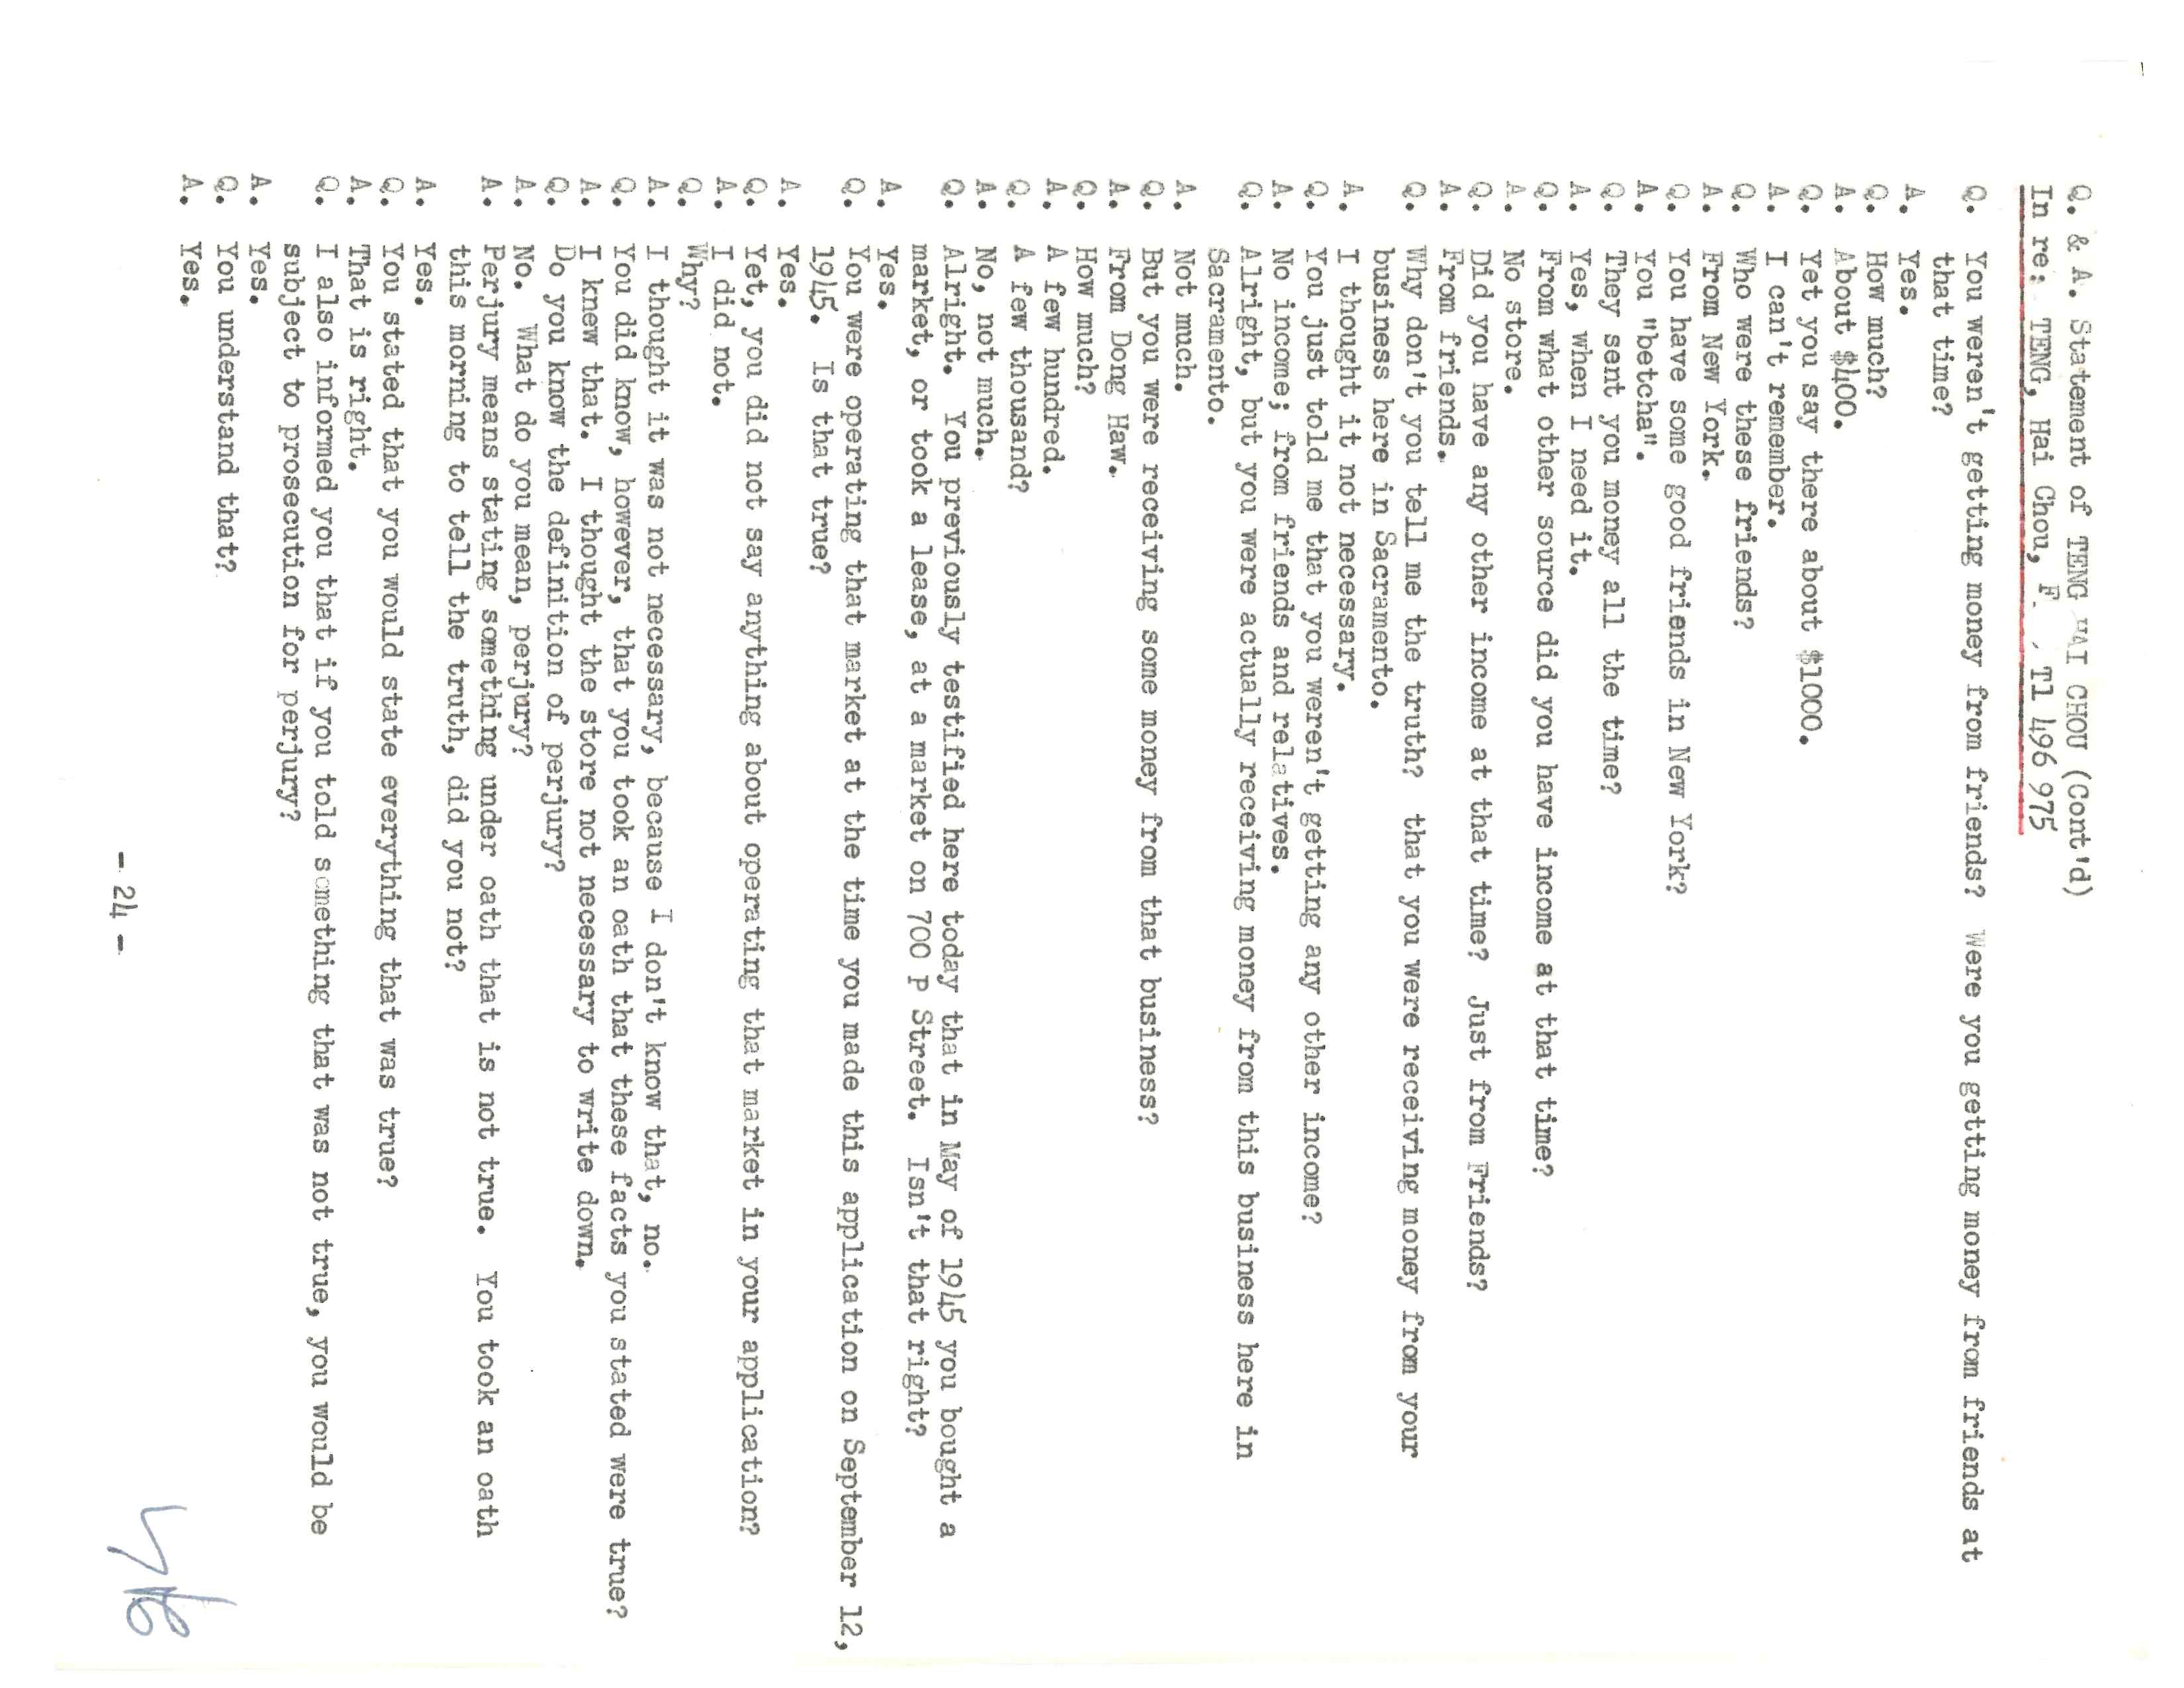 Q. & A. Statement of TENG HAI CHOU (Cont'd)
In re: TENG, Hai Chou, F. , T1 496 975
Q. You weren't getting money from friends? Were you getting money from friends at
that time?
A. Yes.
Q. How much?
A. About $400.
Q. Yet you say there about $1000.
A. I can't remember.
Q. Who were these friends?
A. From New York.
Q. You have some good friends in New York?
A. You "betcha".
Q. They sent you money all the time?
A. Yes, when I need it.
Q. From what other source did you have income at that time?
A. No store.
Q. Did you have any other income at that time? Just from Friends?
A. From friends.
Q. Why don't you tell me the truth? that you were receiving money from your
business here in Sacramento.
A. I thought it not necessary.
Q. You just told me that you weren't getting any other income?
A. No income; from friends and relatives.
Q. Alright, but you were actually receiving money from this business here in
Sacramento.
A. Not much.
Q. But you were receiving some money from that business?
A. From Dong Haw.
Q. How much?
A. A few hundred.
Q. A few thousand?
A. No, not much.
Q. Alright. You previously testified here today that in May of 1945 you bought a
market, or took a lease, at a market on 700 P Street. Isn't that right?
A. Yes.
Q. You were operating that market at the time you made this application on September 12,
1945. Is that true?
A. Yes.
Q. Yet, you did not say anything about operating that market in your application?
A. I did not.
Q. Why?
A. I thought it was not necessary, because I don't know that, no.
Q. You did know, however, that you took an oath that these facts you stated were true?
A. I knew that. I thought the store not necessary to write down.
Q. Do you know the definition of perjury?
A. No. What do you mean, perjury?
A. Perjury means stating something under oath that is not true. You took an oath
this morning to tell the truth, did you not?
A. Yes.
Q. You stated that you would state everything that was true?
A. That is right.
Q. I also informed you that if you told something that was not true, you would be
subject to prosecution for perjury?
A. Yes.
Q. You understand that?
A. Yes.
- 24 -